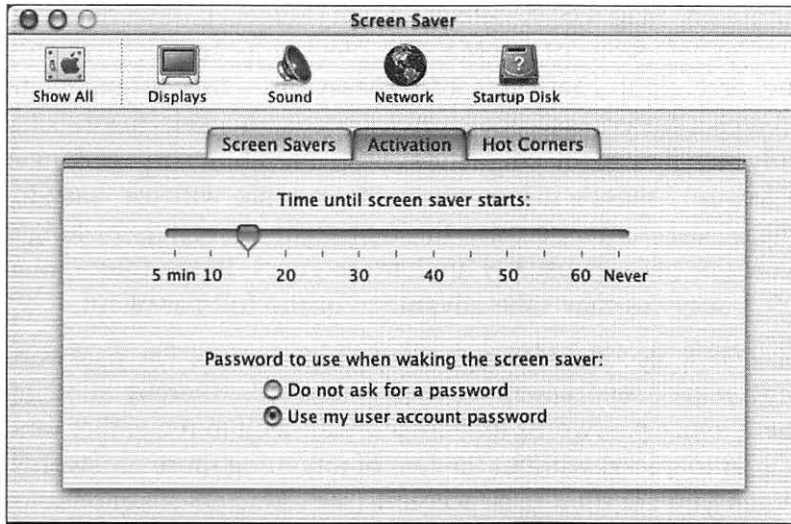 Screen Saver
Show All Displays Sound Network Startup Disk
Screen Savers Activation Hot Corners
Time until screen saver starts:
5 min 10 20 30 40 50 60 Never
Password to use when waking the screen saver:
Do not ask for a password
Use my user account password